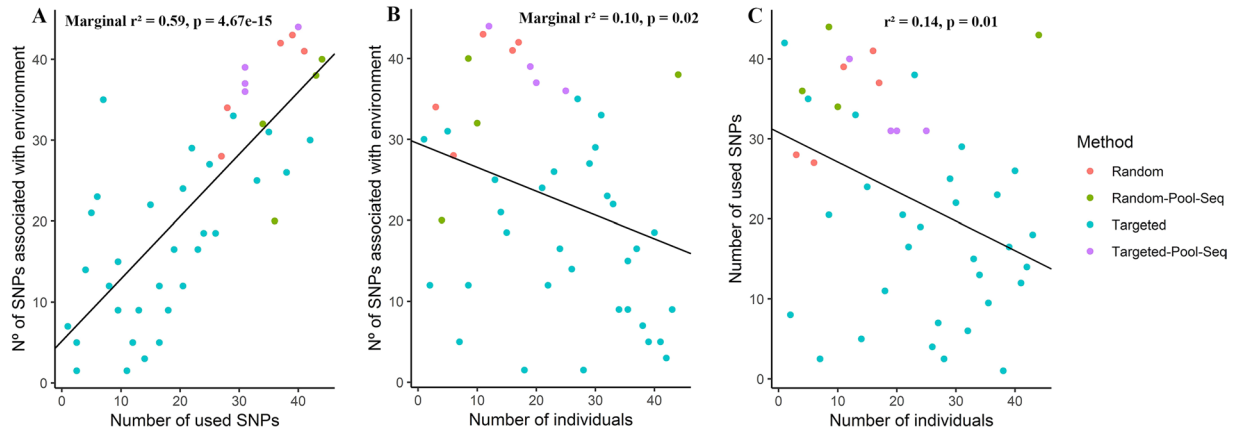 A
Marginal r² = 0.59, p = 4.67e-15
Nº of SNPs associated with environment
40
30
20
10
0
0
10
20
30
40
Number of used SNPs
B
Marginal r² = 0.10, p = 0.02
Nº of SNPs associated with environment
40
30
20
10
0
0
10
20
30
40
Number of individuals
C
r² = 0.14, p = 0.01
Number of used SNPs
40
30
20
10
0
0
10
20
30
40
Number of individuals
Method
Random
Random-Pool-Seq
Targeted
Targeted-Pool-Seq